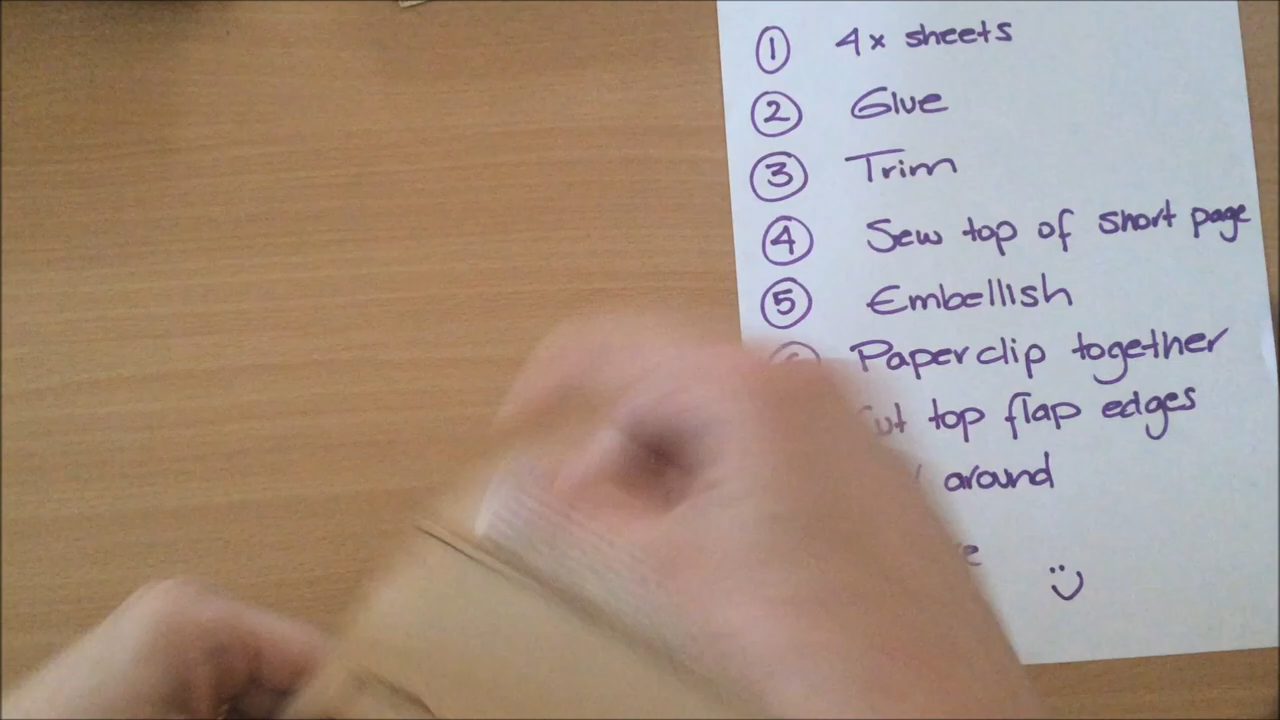 ① 4x sheets
② Glue
③ Trim
④ Sew top of short page
⑤ Embellish
Paperclip together
top flap edges
around